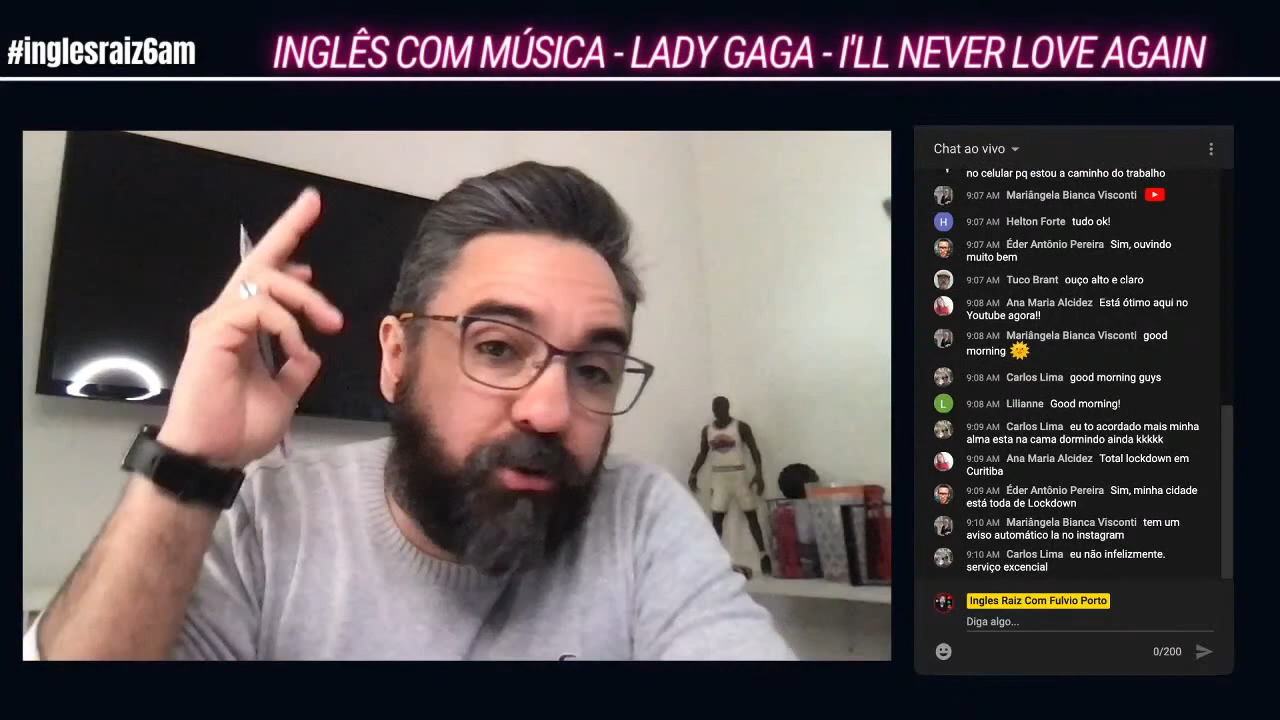 #inglesraiz6am
INGLÊS COM MÚSICA - LADY GAGA - I'LL NEVER LOVE AGAIN
Chat ao vivo
no celular pq estou a caminho do trabalho
9:07 AM Mariângela Bianca Visconti
H 9:07 AM Helton Forte tudo ok!
9:07 AM Éder Antônio Pereira Sim, ouvindo
muito bem
9:07 AM Tuco Brant ouço alto e claro
9:08 AM Ana Maria Alcidez Está ótimo aqui no
Youtube agora!!
9:08 AM Mariângela Bianca Visconti good
morning
9:08 AM Carlos Lima good morning guys
L 9:08 AM Lilianne Good morning!
9:09 AM Carlos Lima eu to acordado mais minha
alma esta na cama dormindo ainda kkkkk
9:09 AM Ana Maria Alcidez Total lockdown em
Curitiba
9:09 AM Éder Antônio Pereira Sim, minha cidade
está toda de Lockdown
9:10 AM Mariângela Bianca Visconti tem um
aviso automático la no instagram
9:10 AM Carlos Lima eu não infelizmente.
serviço excencial
Ingles Raiz Com Fulvio Porto
Diga algo...
0/200